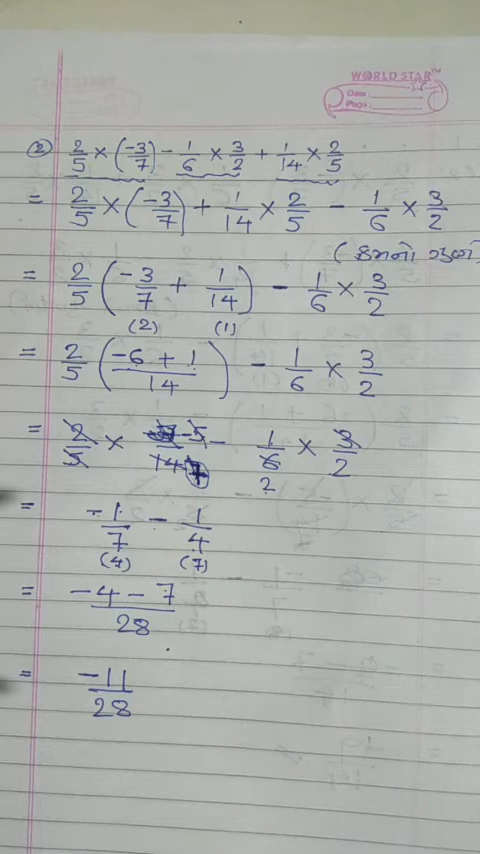 WORLD STAR™
Date :
Page :
② 2/5 × (-3/7) - 1/6 × 3/2 + 1/14 × 2/5
= 2/5 × (-3/7) + 1/14 × 2/5 - 1/6 × 3/2
= 2/5 (-3/7 + 1/14) - 1/6 × 3/2
(2) (1)
= 2/5 (-6 + 1 / 14) - 1/6 × 3/2
= 2/5 × -5/14 7 - 1/6 × 3/2
2
= -1/7 - 1/4
(4) (7)
= -4 - 7 / 28
= -11/28